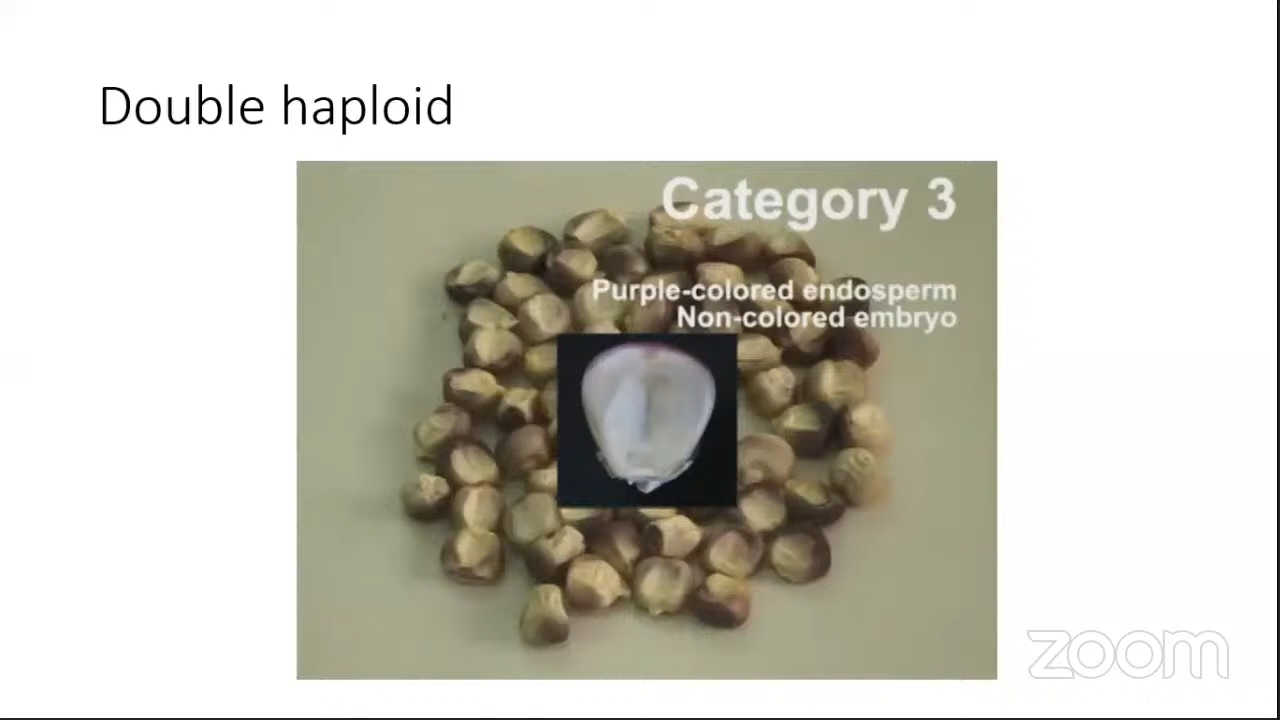 Double haploid
Category 3
Purple-colored endosperm
Non-colored embryo
zoom